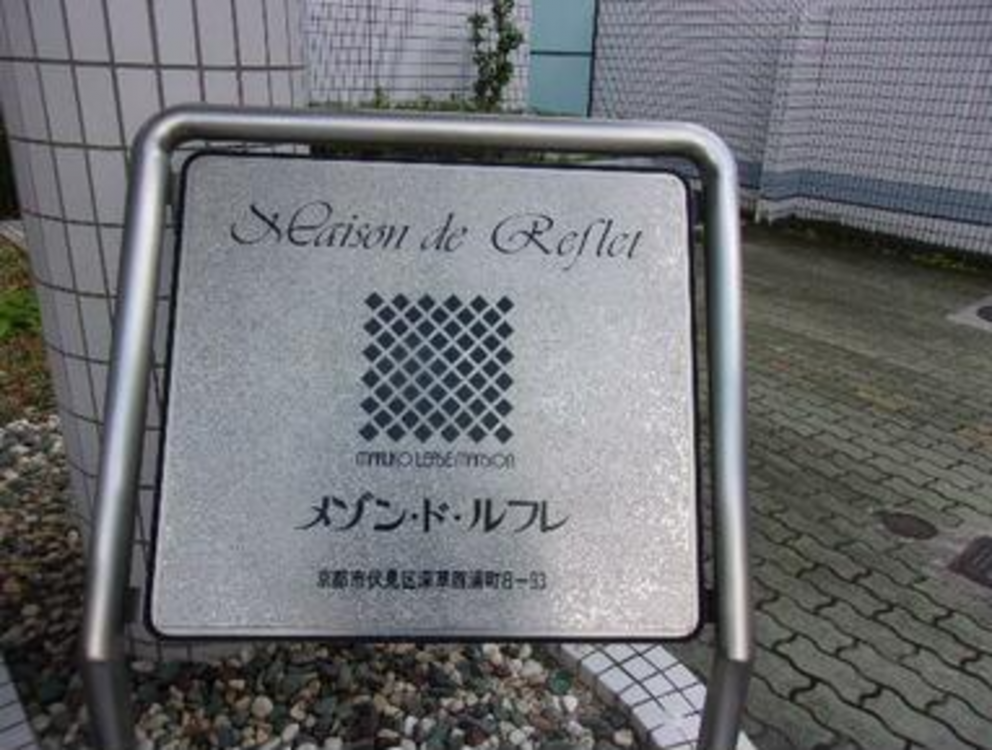 Maison de Reflet
MARUKO LEASE MANSION
メゾン・ド・ルフレ
京都市伏見区深草西浦町8-93